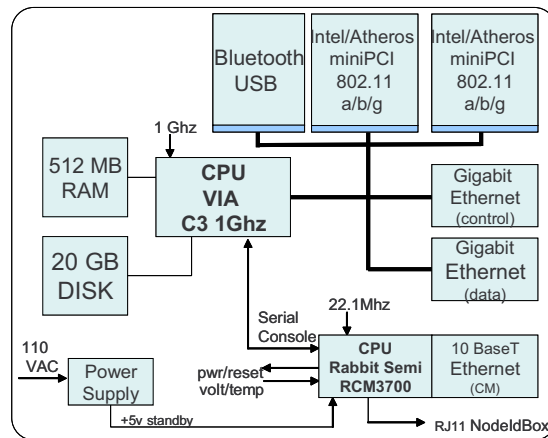 Bluetooth
USB
Intel/Atheros
miniPCI
802.11
a/b/g
Intel/Atheros
miniPCI
802.11
a/b/g
1 Ghz
512 MB
RAM
CPU
VIA
C3 1Ghz
Gigabit
Ethernet
(control)
20 GB
DISK
Gigabit
Ethernet
(data)
22.1Mhz
Serial
Console
110
VAC
Power
Supply
pwr/reset
volt/temp
CPU
Rabbit Semi
RCM3700
10 BaseT
Ethernet
(CM)
+5v standby
RJ11 NodeIdBox